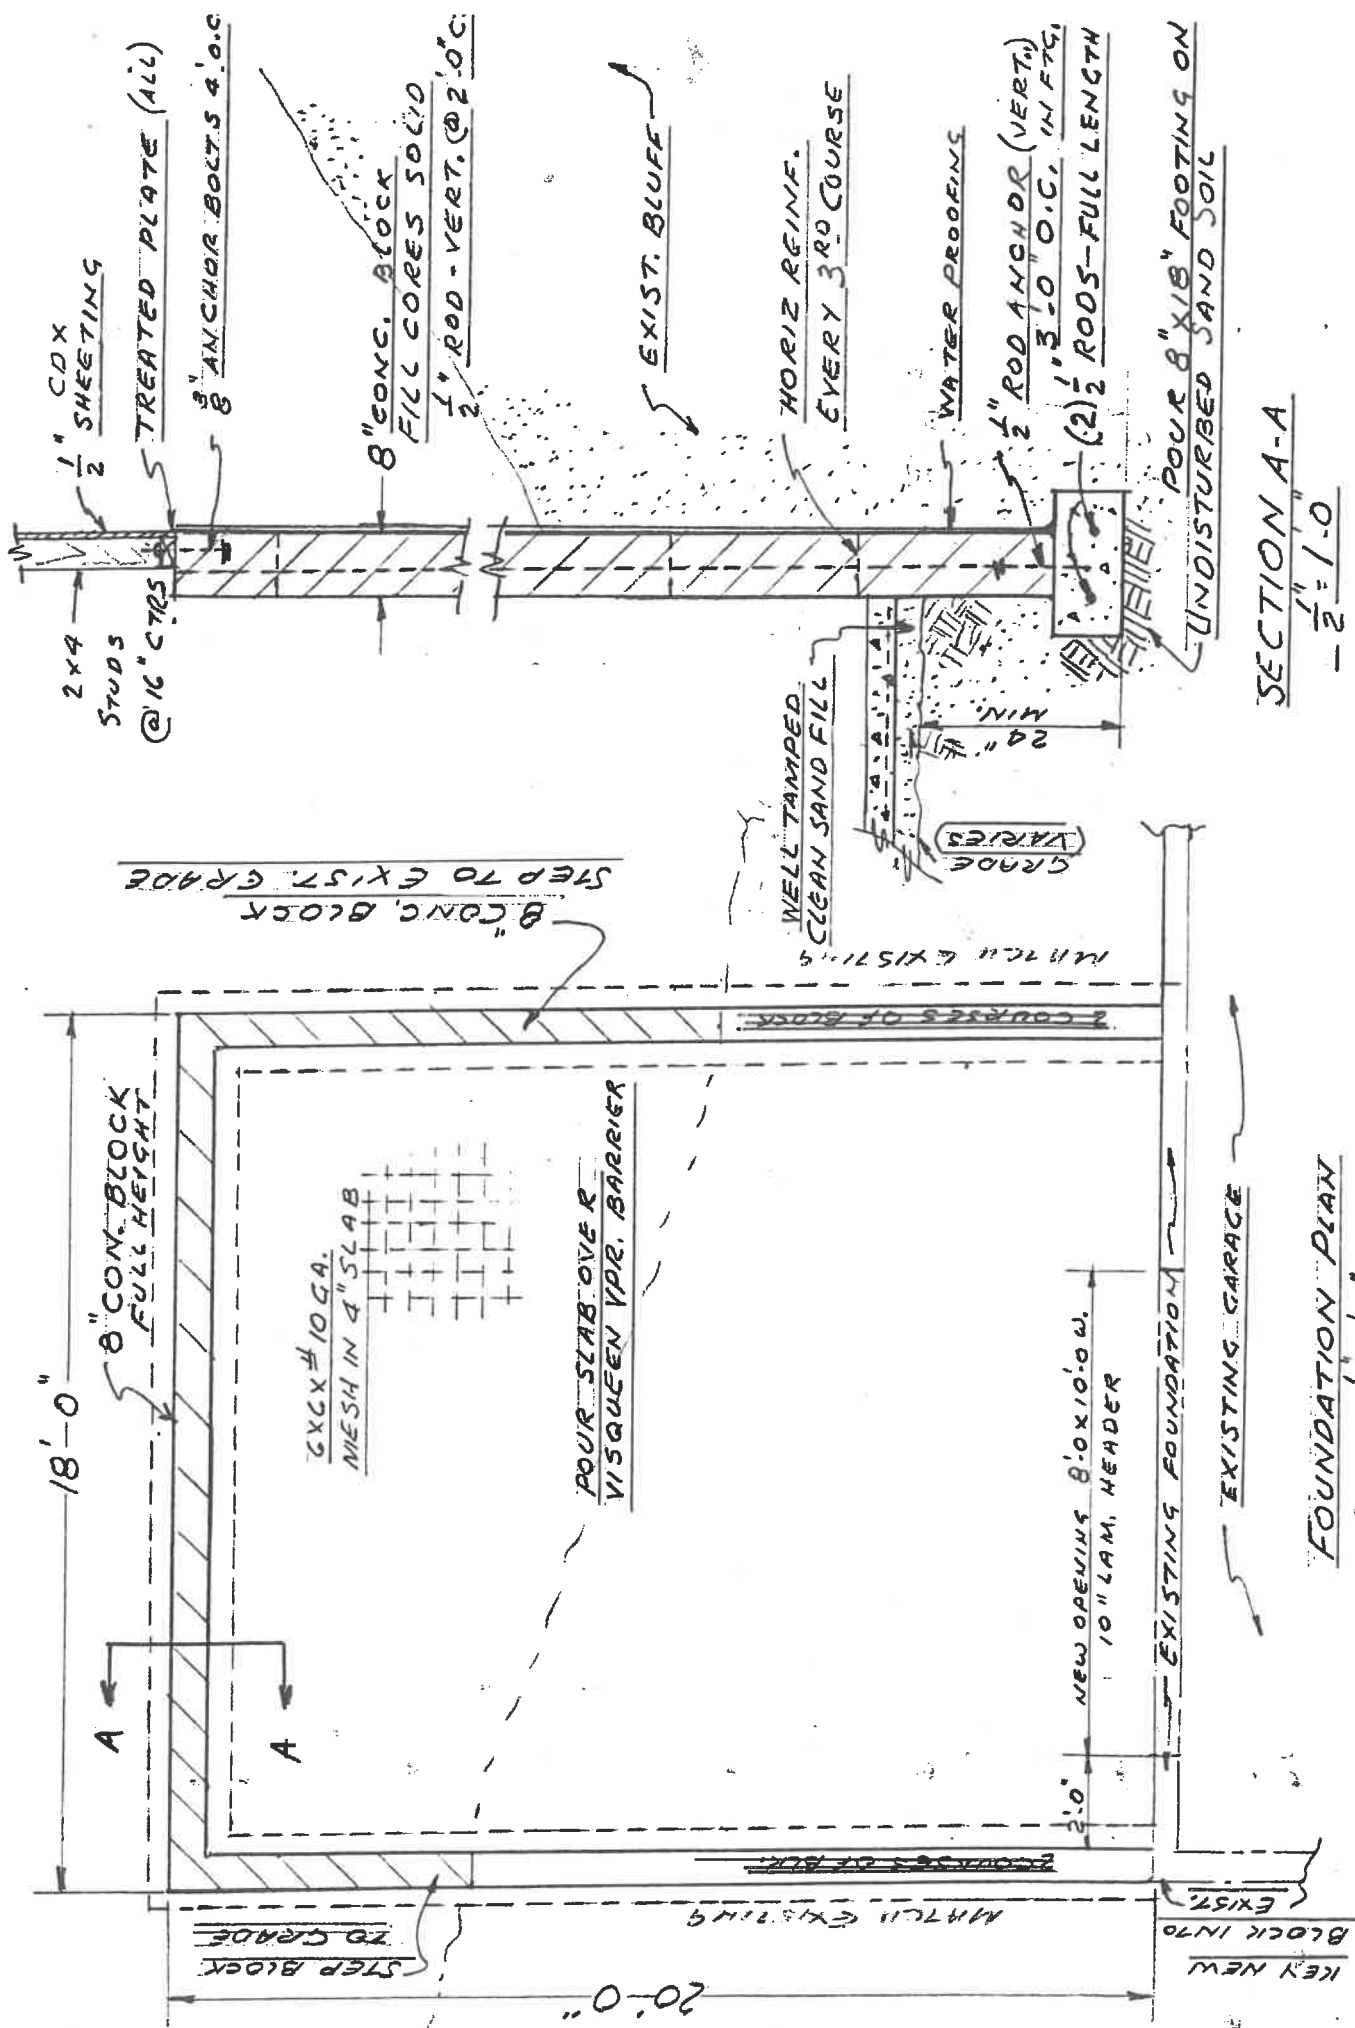 2x4
STUDS
@ 16" CTRS
CDX
1/2" SHEETING
TREATED PLATE (ALL)
3/8" ANCHOR BOLTS 4' O.C
8" CONC. BLOCK
FILL CORES SOLID
1/2" ROD - VERT. @ 2'0" C.
EXIST. BLUFF
HORIZ REINF.
EVERY 3RD COURSE
WATER PROOFING
1/2" ROD ANCHOR (VERT.)
3'-0" O.C. IN FTG.
(2) 1/2" RODS-FULL LENGTH
POUR 8" X 18" FOOTING ON
UNDISTURBED SAND SOIL
WELL TAMPED
CLEAN SAND FILL
24"
MIN.
GRADE
(VARIES)
SECTION A-A
1/2" = 1'-0"
18'-0"
8" CON. BLOCK
FULL HEIGHT
8" CONC. BLOCK
STEP TO EXIST. GRADE
A
A
6X6X#10GA.
MESH IN 4" SLAB
POUR SLAB OVER
VISQUEEN VPR. BARRIER
2 COURSES OF BLOCK
MATCH EXISTING
STEP BLOCK
TO GRADE
2 COURSES OF BLK.
MATCH EXISTING
20'-0"
2'-0"
NEW OPENING 8'-0 X 10'-0 W.
10" LAM. HEADER
EXISTING FOUNDATION
KEY NEW
BLOCK INTO
EXIST.
EXISTING GARAGE
FOUNDATION PLAN